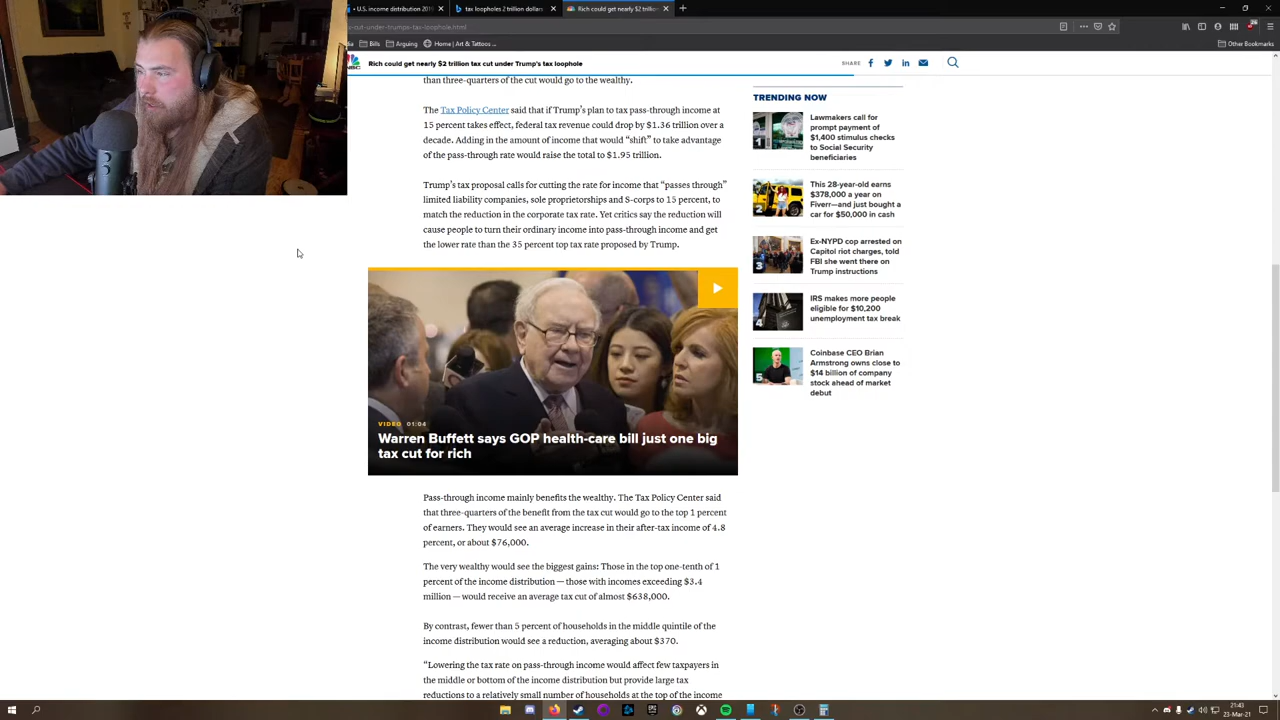 U.S. income distribution 2019
tax loopholes 2 trillion dollars
Rich could get nearly $2 trillion
s-cut-under-trumps-tax-loophole.html
Bills
Arguing
Home | Art & Tattoos ...
Other Bookmarks
Rich could get nearly $2 trillion tax cut under Trump's tax loophole
SHARE
than three-quarters of the cut would go to the wealthy.
The Tax Policy Center said that if Trump's plan to tax pass-through income at
15 percent takes effect, federal tax revenue could drop by $1.36 trillion over a
decade. Adding in the amount of income that would “shift” to take advantage
of the pass-through rate would raise the total to $1.95 trillion.
Trump's tax proposal calls for cutting the rate for income that “passes through”
limited liability companies, sole proprietorships and S-corps to 15 percent, to
match the reduction in the corporate tax rate. Yet critics say the reduction will
cause people to turn their ordinary income into pass-through income and get
the lower rate than the 35 percent top tax rate proposed by Trump.
VIDEO 01:04
Warren Buffett says GOP health-care bill just one big
tax cut for rich
Pass-through income mainly benefits the wealthy. The Tax Policy Center said
that three-quarters of the benefit from the tax cut would go to the top 1 percent
of earners. They would see an average increase in their after-tax income of 4.8
percent, or about $76,000.
The very wealthy would see the biggest gains: Those in the top one-tenth of 1
percent of the income distribution — those with incomes exceeding $3.4
million — would receive an average tax cut of almost $638,000.
By contrast, fewer than 5 percent of households in the middle quintile of the
income distribution would see a reduction, averaging about $370.
“Lowering the tax rate on pass-through income would affect few taxpayers in
the middle or bottom of the income distribution but provide large tax
reductions to a relatively small number of households at the top of the income
TRENDING NOW
1
Lawmakers call for
prompt payment of
$1,400 stimulus checks
to Social Security
beneficiaries
2
This 28-year-old earns
$378,000 a year on
Fiverr—and just bought a
car for $50,000 in cash
3
Ex-NYPD cop arrested on
Capitol riot charges, told
FBI she went there on
Trump instructions
4
IRS makes more people
eligible for $10,200
unemployment tax break
5
Coinbase CEO Brian
Armstrong owns close to
$14 billion of company
stock ahead of market
debut
21:43
23-Mar-21